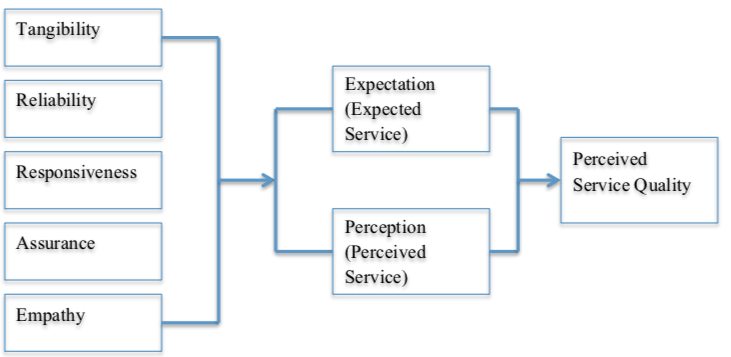 Tangibility
Reliability
Responsiveness
Assurance
Empathy
Expectation
(Expected
Service)
Perception
(Perceived
Service)
Perceived
Service Quality